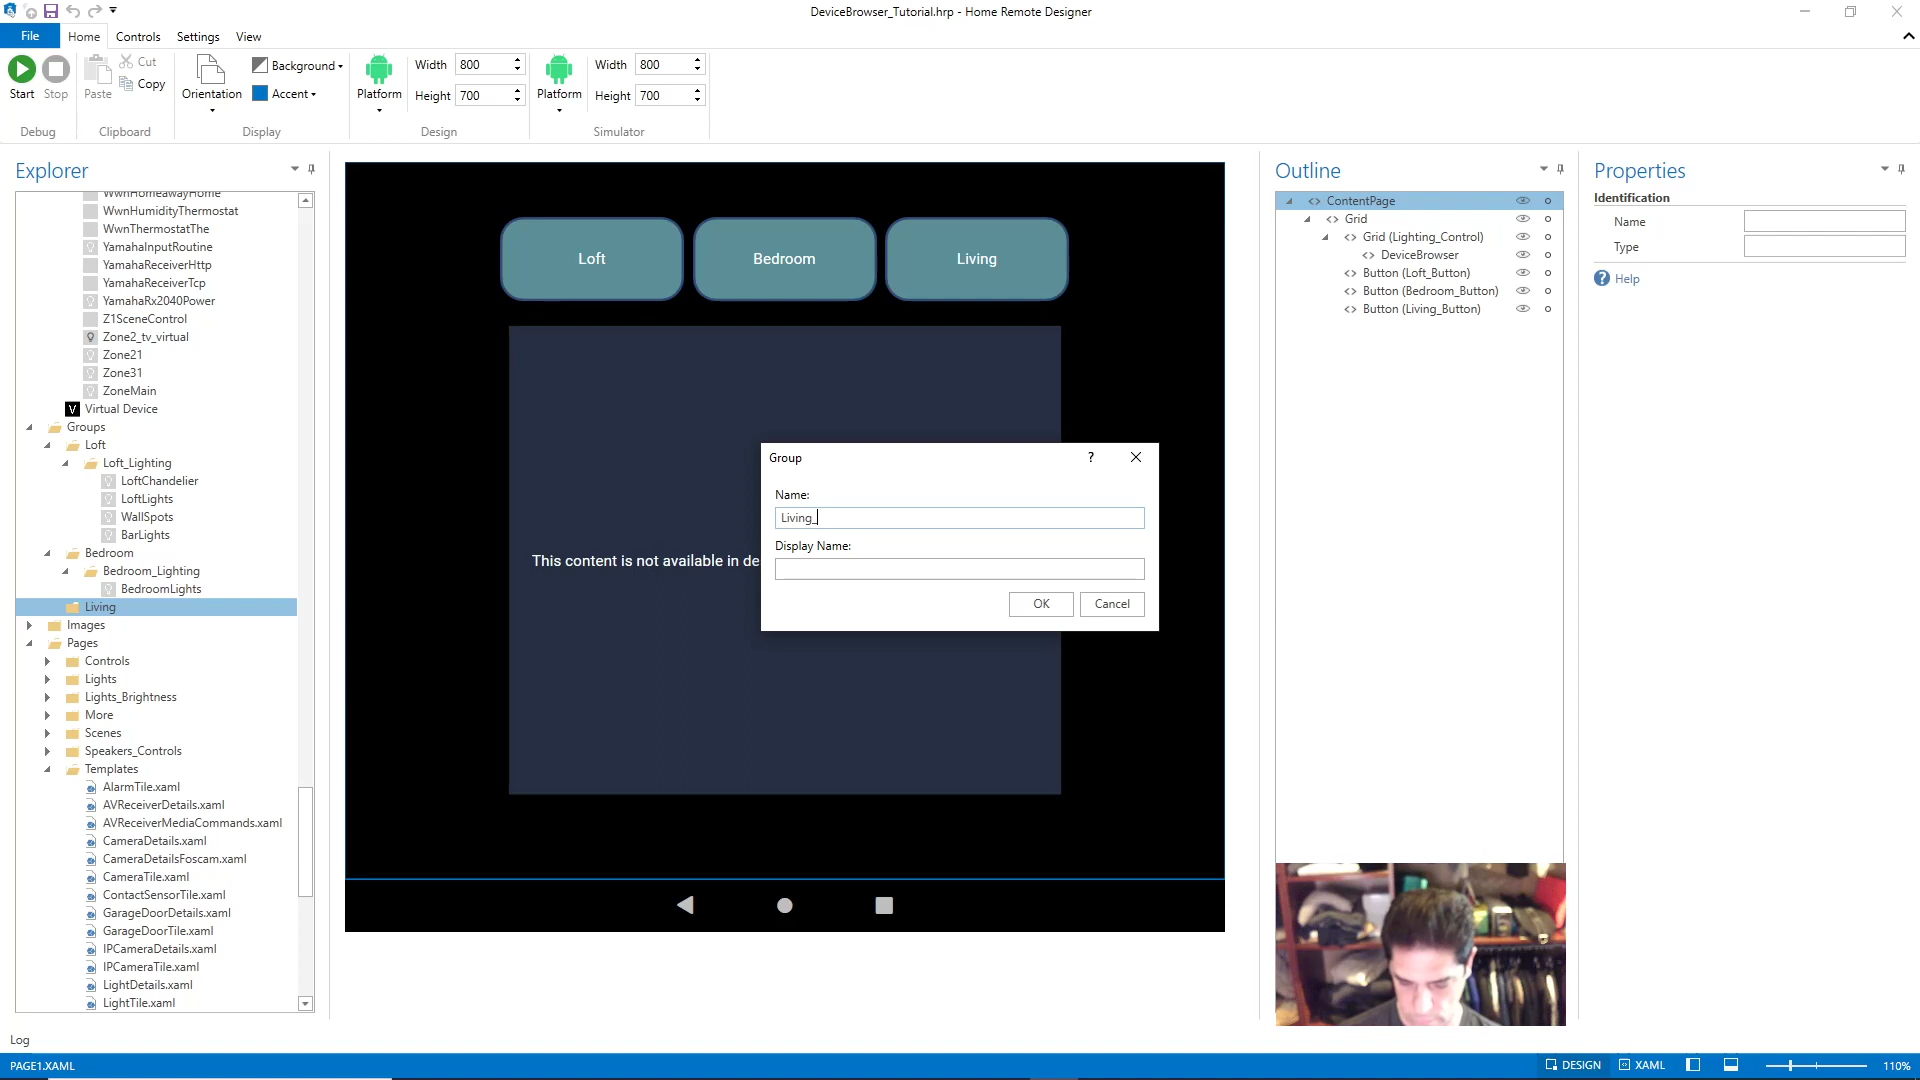 DeviceBrowser_Tutorial.hrp - Home Remote Designer
File Home Controls Settings View
Start Stop
Paste
Cut
Copy
Orientation
Background
Accent
Platform
Width 800
Height 700
Platform
Width 800
Height 700
Debug Clipboard Display Design Simulator
Explorer
WwnHomeawayHome
WwnHumidityThermostat
WwnThermostatThe
YamahaInputRoutine
YamahaReceiverHttp
YamahaReceiverTcp
YamahaRx2040Power
Z1SceneControl
Zone2_tv_virtual
Zone21
Zone31
ZoneMain
V Virtual Device
Groups
Loft
Loft_Lighting
LoftChandelier
LoftLights
WallSpots
BarLights
Bedroom
Bedroom_Lighting
BedroomLights
Living
Images
Pages
Controls
Lights
Lights_Brightness
More
Scenes
Speakers_Controls
Templates
AlarmTile.xaml
AVReceiverDetails.xaml
AVReceiverMediaCommands.xaml
CameraDetails.xaml
CameraDetailsFoscam.xaml
CameraTile.xaml
ContactSensorTile.xaml
GarageDoorDetails.xaml
GarageDoorTile.xaml
IPCameraDetails.xaml
IPCameraTile.xaml
LightDetails.xaml
LightTile.xaml
Loft Bedroom Living
This content is not available in de
Group ?
Name:
Living_
Display Name:
OK Cancel
Outline
ContentPage
Grid
Grid (Lighting_Control)
DeviceBrowser
Button (Loft_Button)
Button (Bedroom_Button)
Button (Living_Button)
Properties
Identification
Name
Type
? Help
Log
PAGE1.XAML
DESIGN XAML 110%